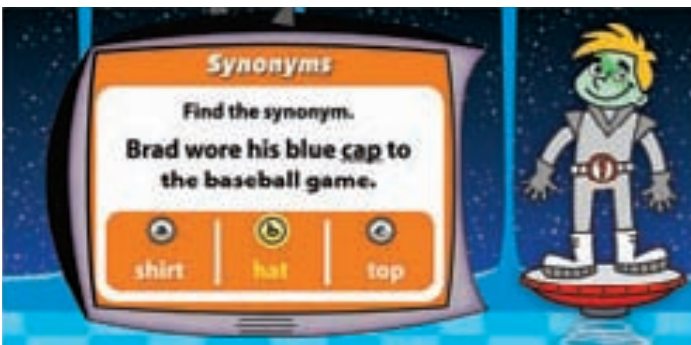 Synonyms
Find the synonym.
Brad wore his blue cap to
the baseball game.
a b c
shirt hat top